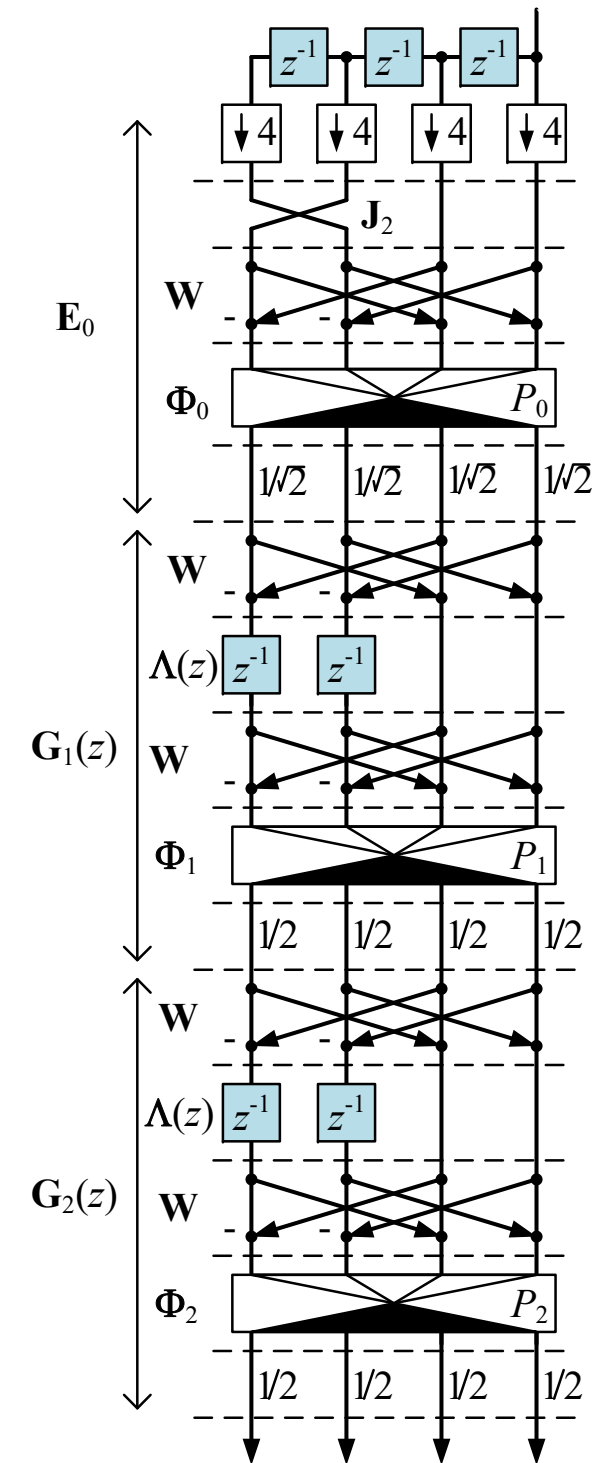 z⁻¹ z⁻¹ z⁻¹
↓4 ↓4 ↓4 ↓4
J₂
W
- -
E₀
Φ₀ P₀
1/√2 1/√2 1/√2 1/√2
W
- -
Λ(z) z⁻¹ z⁻¹
G₁(z)
W
- -
Φ₁ P₁
1/2 1/2 1/2 1/2
W
- -
Λ(z) z⁻¹ z⁻¹
G₂(z)
W
- -
Φ₂ P₂
1/2 1/2 1/2 1/2